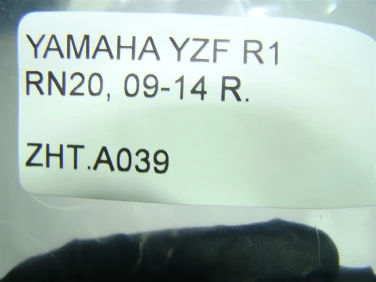 YAMAHA YZF R1
RN20, 09-14 R.
ZHT.A039